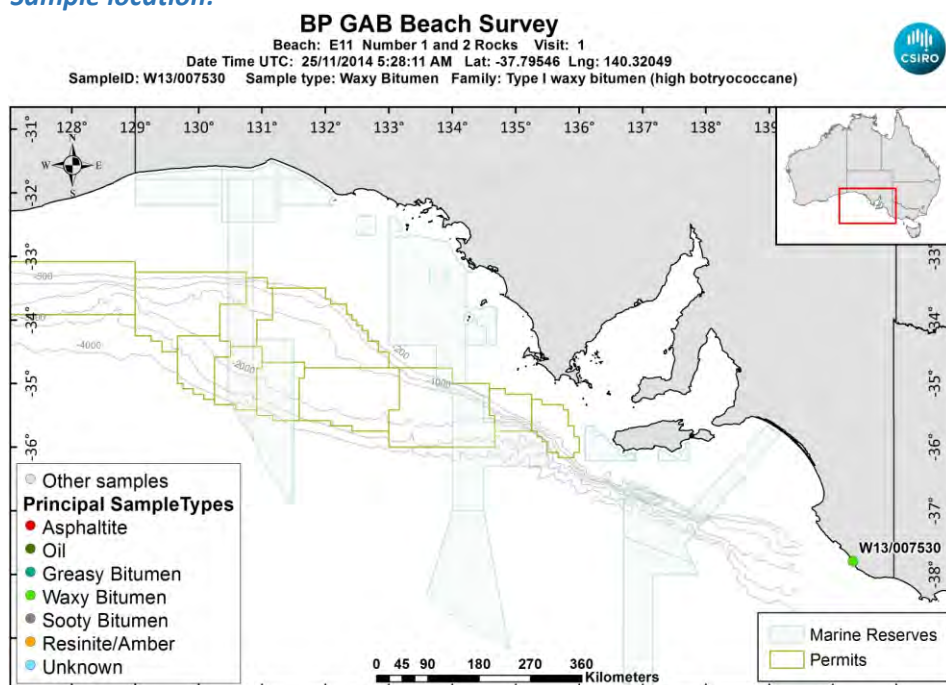 Sample location:
BP GAB Beach Survey
Beach: E11 Number 1 and 2 Rocks Visit: 1
Date Time UTC: 25/11/2014 5:28:11 AM Lat: -37.79546 Lng: 140.32049
SampleID: W13/007530 Sample type: Waxy Bitumen Family: Type I waxy bitumen (high botryococcane)
CSIRO
128° 129° 130° 131° 132° 133° 134° 135° 136° 137° 138° 139
N
W E
S
-31°
-32°
-33°
-34°
-35°
-36°
-33°
-34°
-35°
-36°
-37°
-38°
-4000
-2000
-200
-1000
W13/007530
Other samples
Principal SampleTypes
Asphaltite
Oil
Greasy Bitumen
Waxy Bitumen
Sooty Bitumen
Resinite/Amber
Unknown
0 45 90 180 270 360
Kilometers
Marine Reserves
Permits